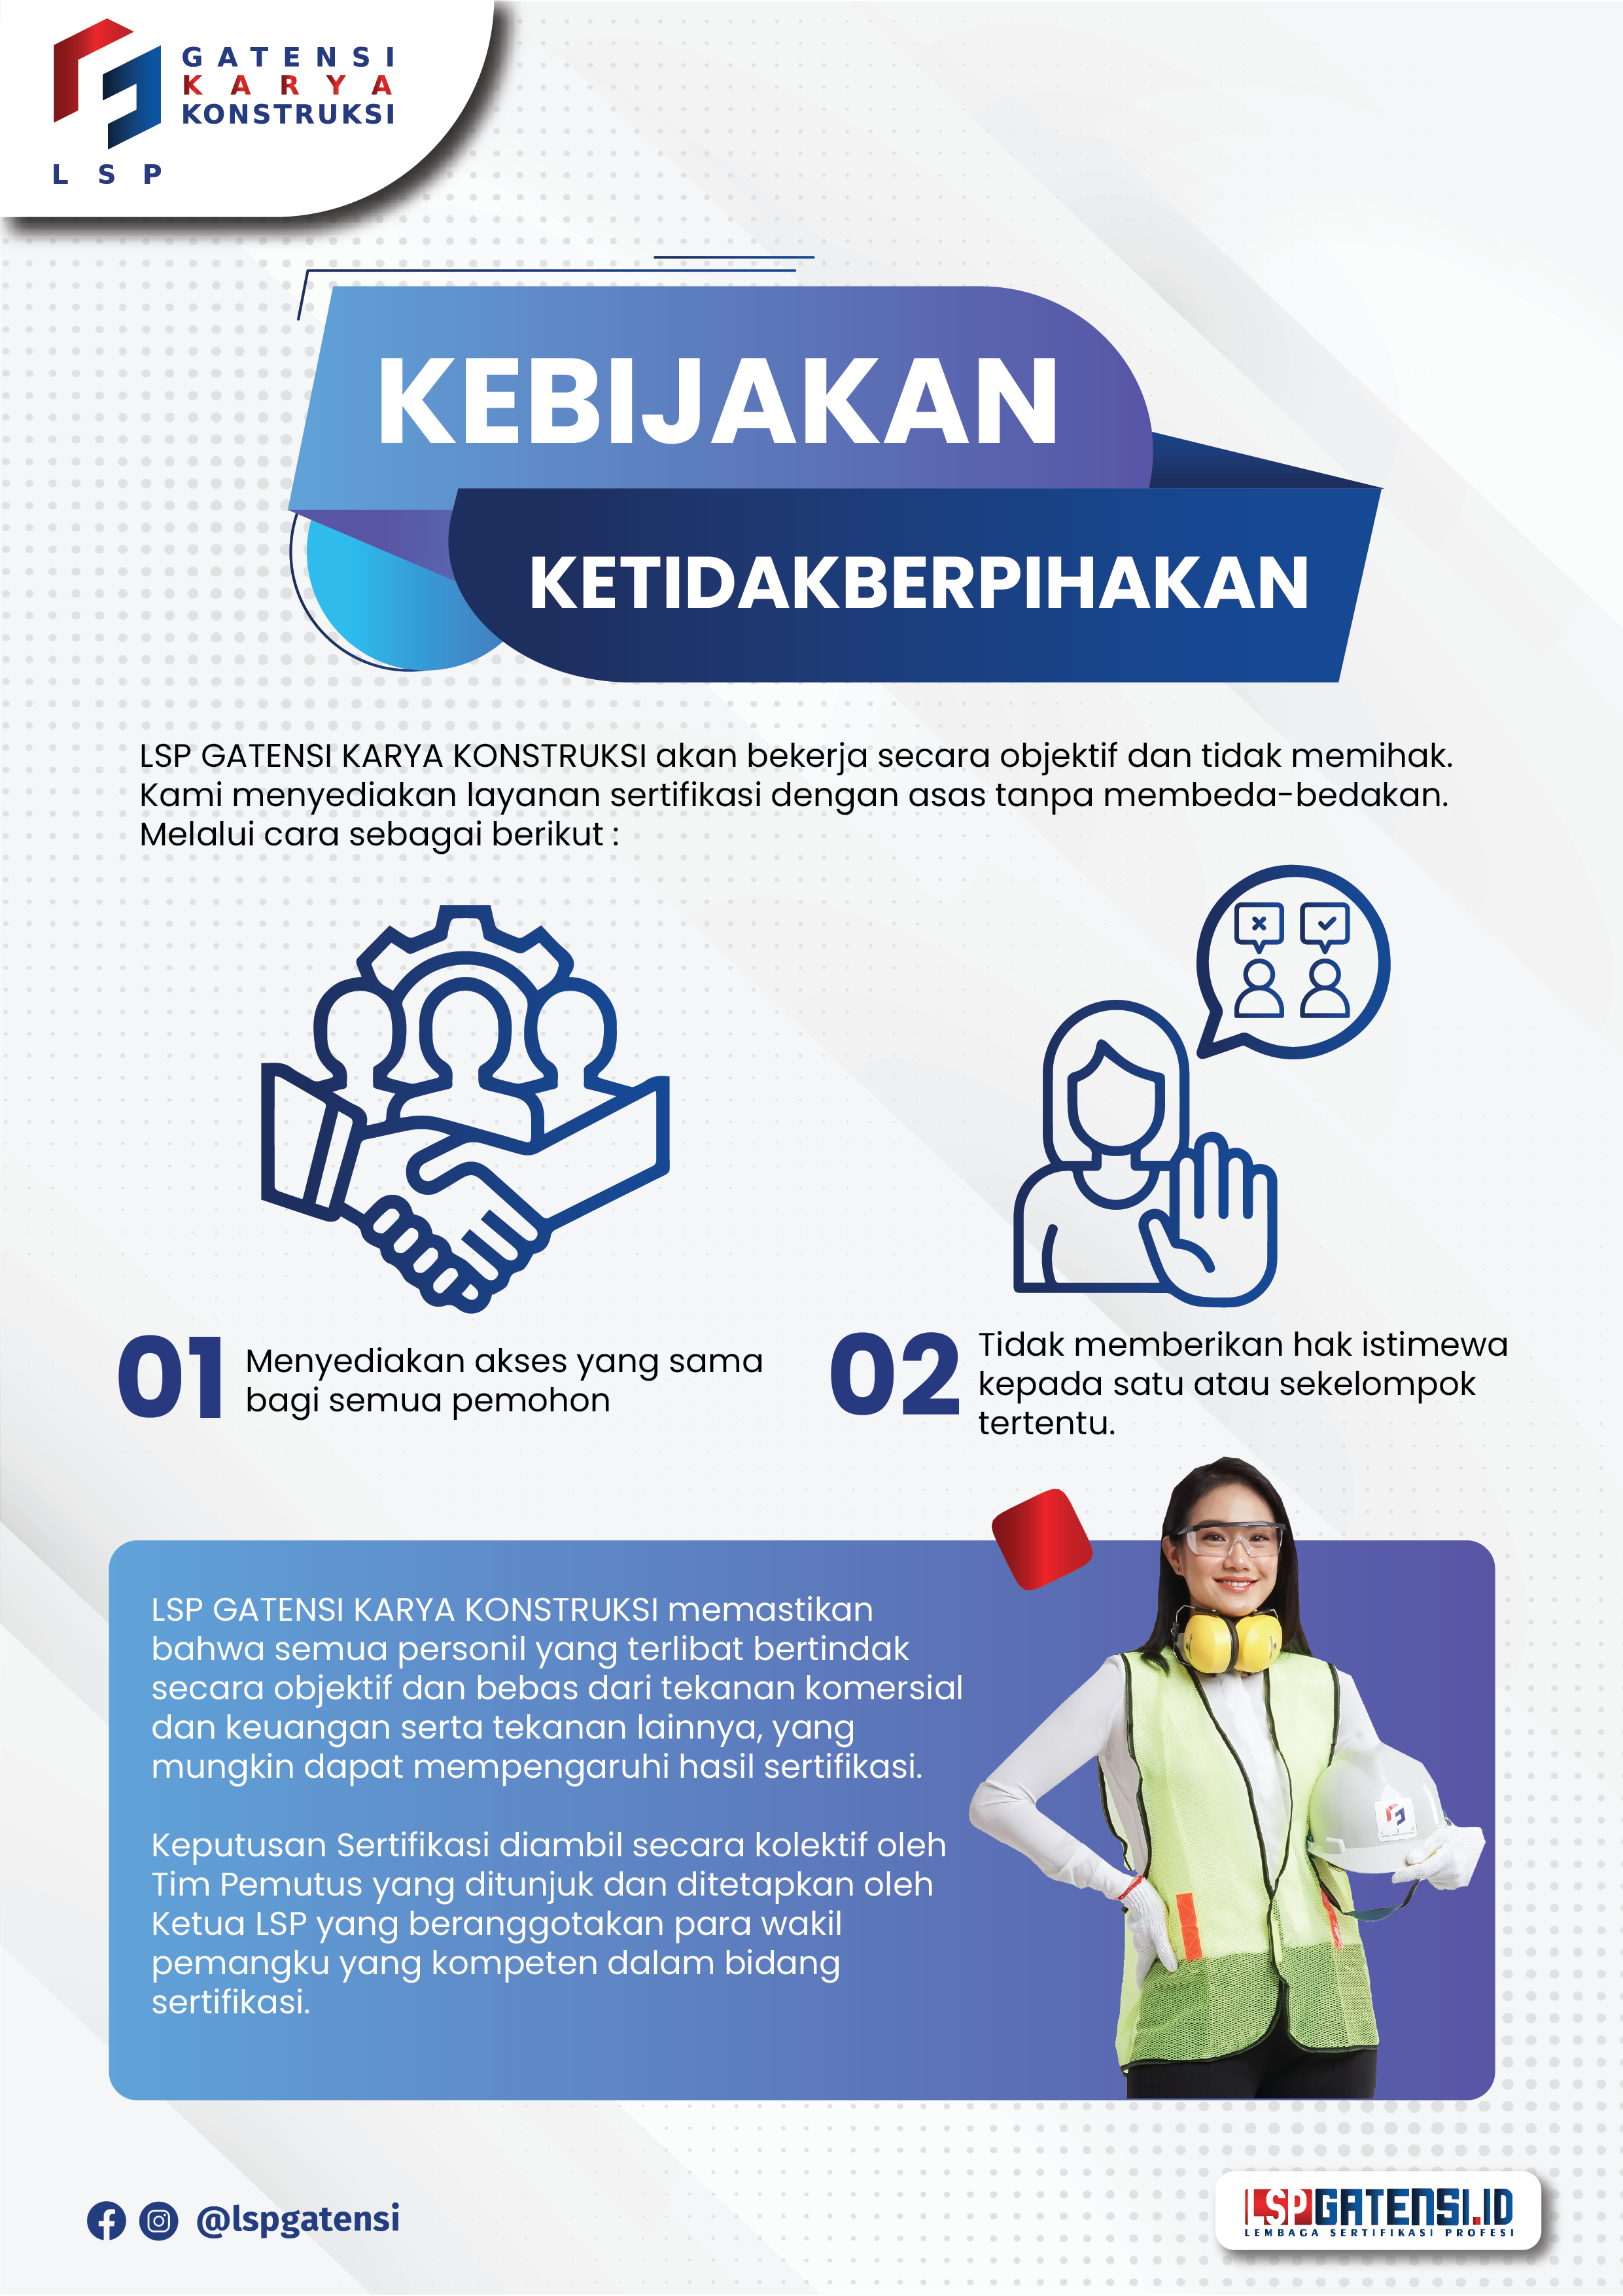 GATENSI
KARYA
KONSTRUKSI
LSP
KEBIJAKAN
KETIDAKBERPIHAKAN
LSP GATENSI KARYA KONSTRUKSI akan bekerja secara objektif dan tidak memihak.
Kami menyediakan layanan sertifikasi dengan asas tanpa membeda-bedakan.
Melalui cara sebagai berikut :
01
Menyediakan akses yang sama
bagi semua pemohon
02
Tidak memberikan hak istimewa
kepada satu atau sekelompok
tertentu.
LSP GATENSI KARYA KONSTRUKSI memastikan
bahwa semua personil yang terlibat bertindak
secara objektif dan bebas dari tekanan komersial
dan keuangan serta tekanan lainnya, yang
mungkin dapat mempengaruhi hasil sertifikasi.
Keputusan Sertifikasi diambil secara kolektif oleh
Tim Pemutus yang ditunjuk dan ditetapkan oleh
Ketua LSP yang beranggotakan para wakil
pemangku yang kompeten dalam bidang
sertifikasi.
@lspgatensi
LSPGATENSI.ID
LEMBAGA SERTIFIKASI PROFESI